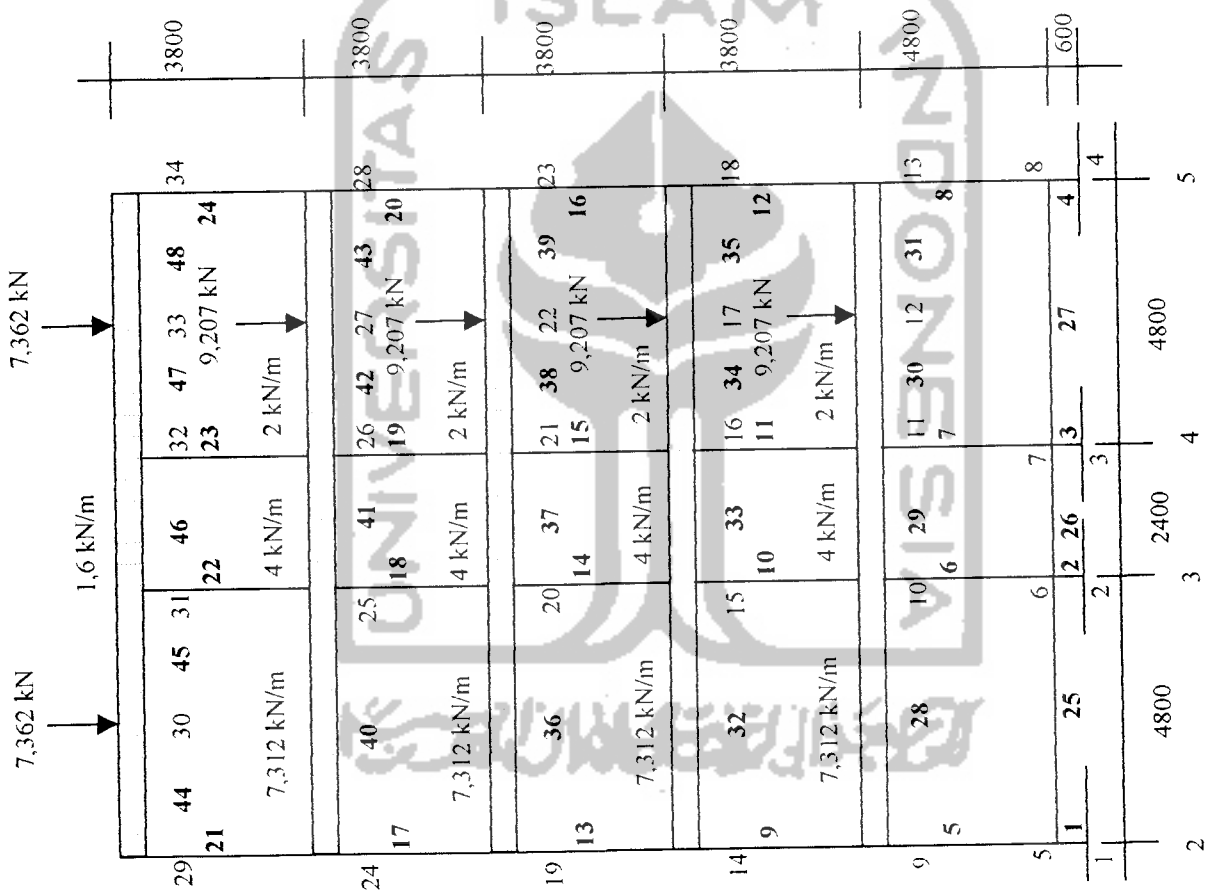 7,362 kN 7,362 kN
1,6 kN/m
29 44 30 45 31 46 32 47 33 48 34 3800
21 22 23 9,207 kN 24
7,312 kN/m 4 kN/m 2 kN/m
24 40 25 41 26 42 27 43 28 3800
17 18 19 9,207 kN 20
7,312 kN/m 4 kN/m 2 kN/m
19 36 20 37 21 38 22 39 23 3800
13 14 15 9,207 kN 16
7,312 kN/m 4 kN/m 2 kN/m
14 32 15 33 16 34 17 35 18 3800
9 10 11 9,207 kN 12
7,312 kN/m 4 kN/m 2 kN/m
9 28 10 29 11 30 12 31 13 4800
5 6 7 8
5 6 7 8
1 25 2 26 3 27 4 600
1 2 3 4
4800 2400 4800
2 3 4 5
ISLAM
UNIVERSITAS